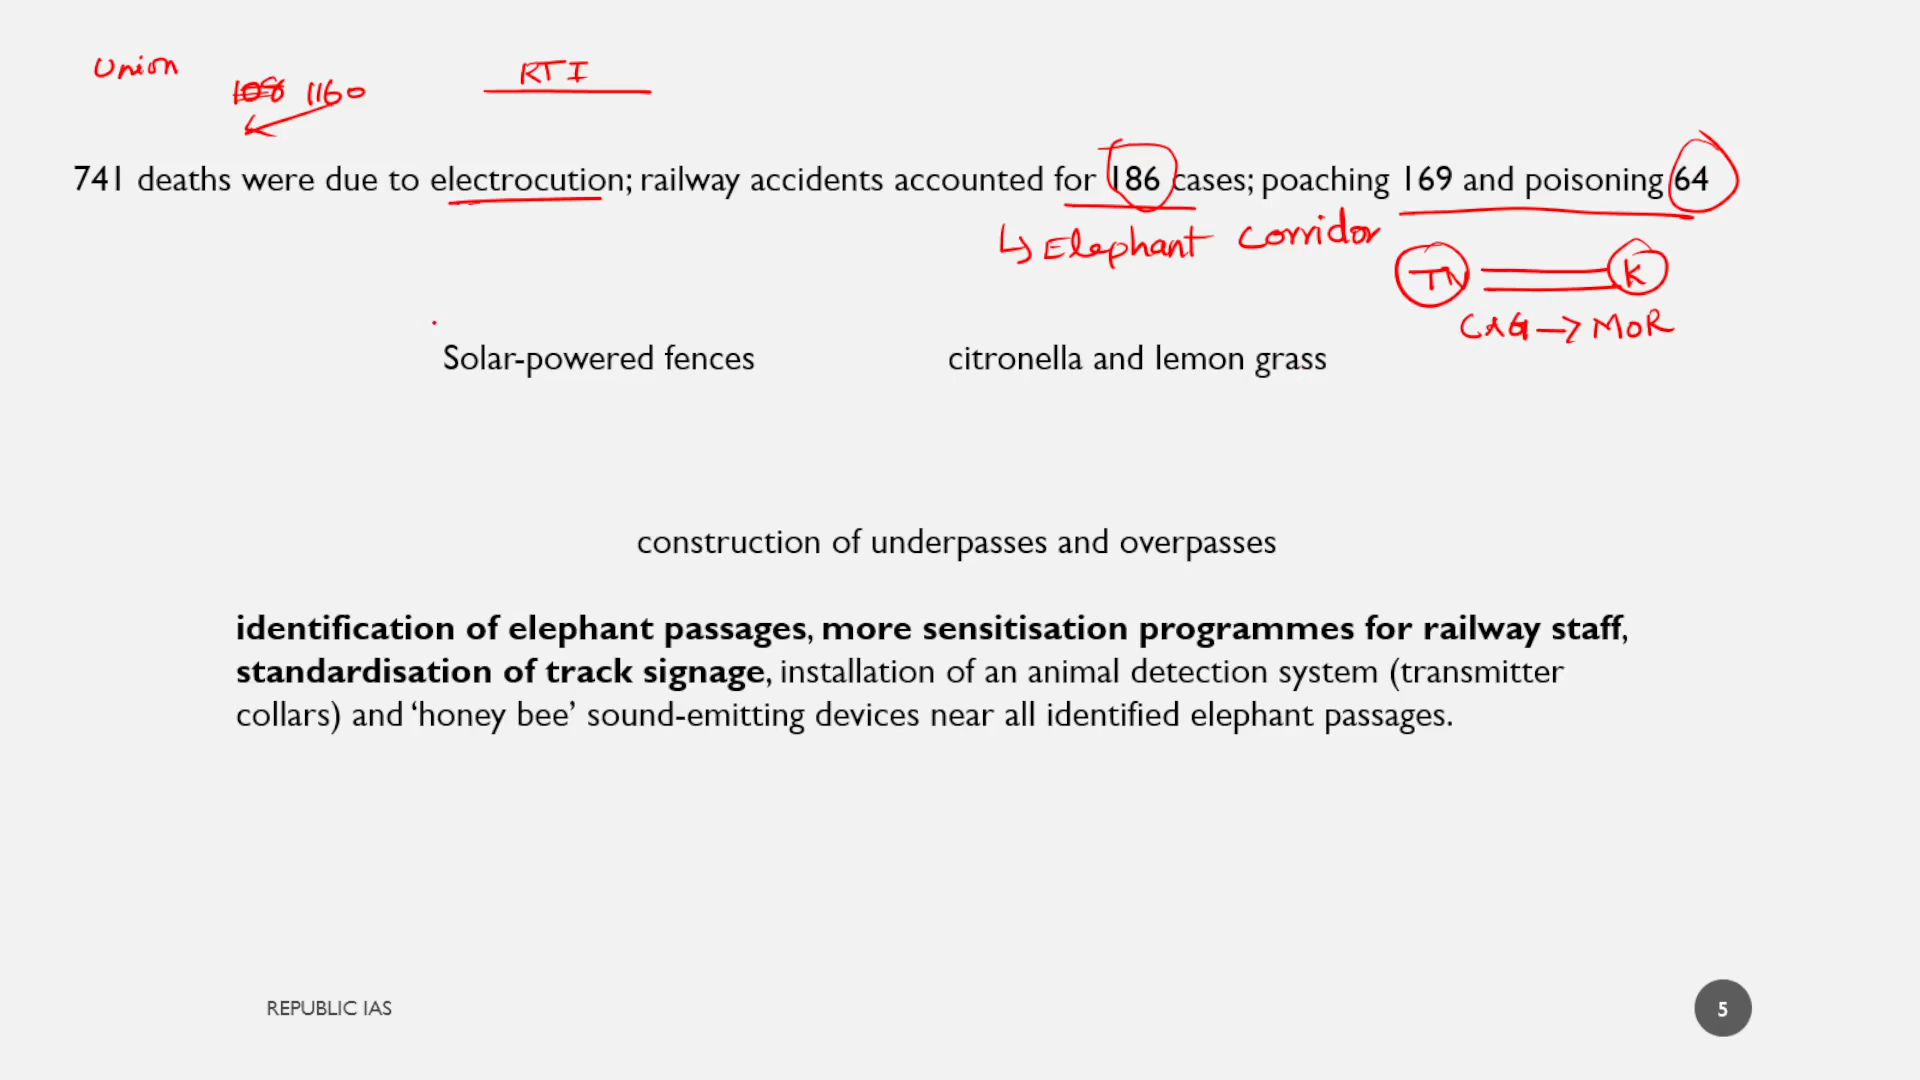 Union
108 1160
RTI
741 deaths were due to electrocution; railway accidents accounted for 186 cases; poaching 169 and poisoning 64
↳ Elephant corridor
TN K
CAG → MOR
Solar-powered fences
citronella and lemon grass
construction of underpasses and overpasses
identification of elephant passages, more sensitisation programmes for railway staff,
standardisation of track signage, installation of an animal detection system (transmitter
collars) and ‘honey bee’ sound-emitting devices near all identified elephant passages.
REPUBLIC IAS
5